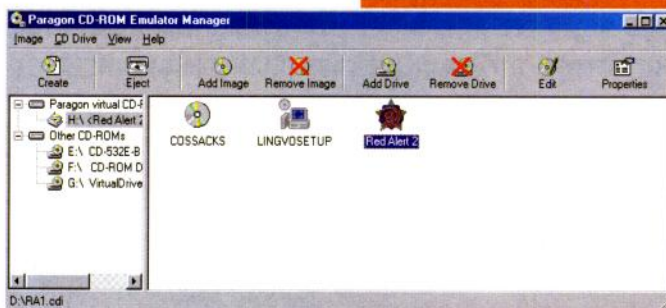 Paragon CD-ROM Emulator Manager
Image CD Drive View Help
Create Eject Add Image Remove Image Add Drive Remove Drive Edit Properties
Paragon virtual CD-F
H:\ <Red Alert 2
Other CD-ROMs
E:\ CD-532E-B
F:\ CD-ROM D
G:\ VirtualDrive
COSSACKS LINGVOSETUP Red Alert 2
D:\RA1.cdi